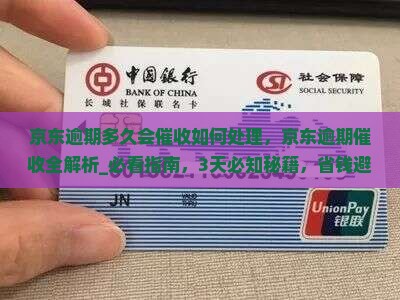 中国银行
BANK OF CHINA
长城 社保联名卡
社会保障
SOCIAL SECURITY
京东逾期多久会催收如何处理，京东逾期催
收全解析_必看指南，3天必知秘籍，省钱避
JN
UnionPay
银联